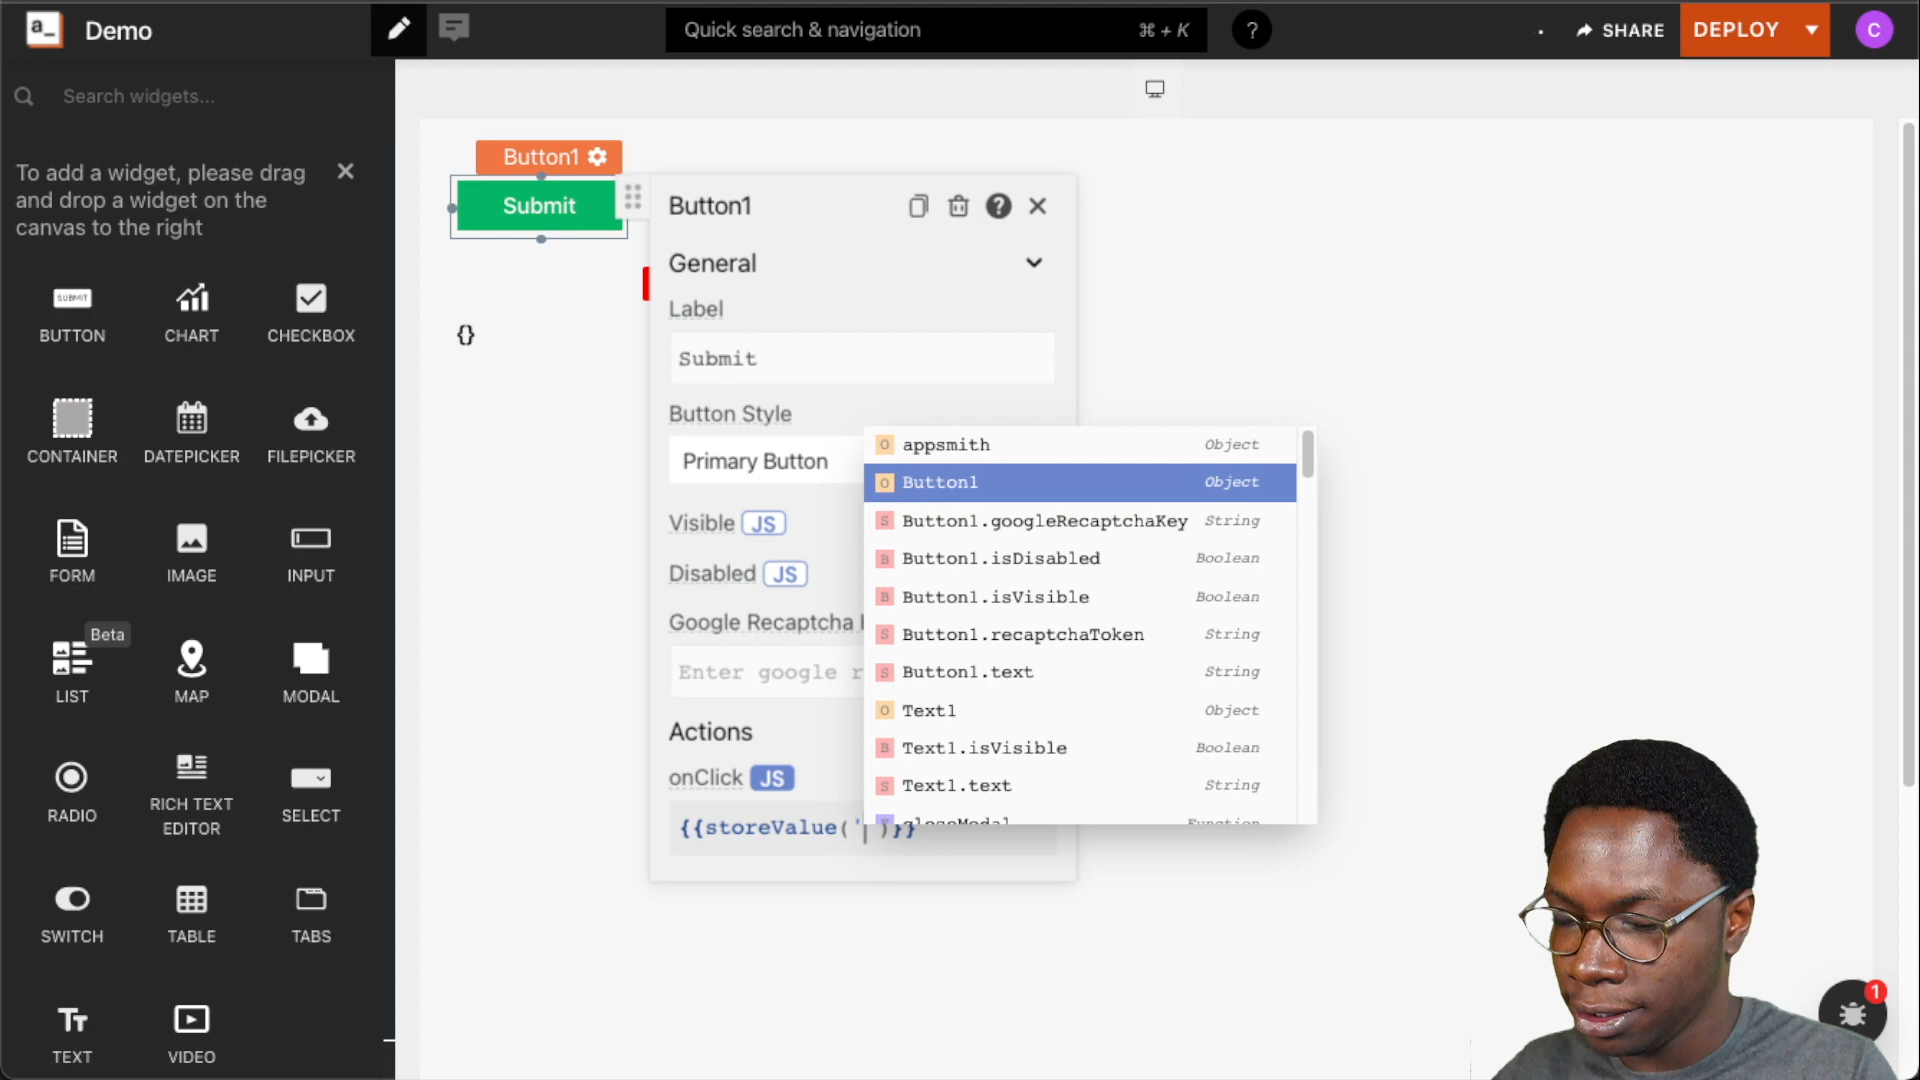 a_
Demo
Quick search & navigation
⌘ + K
?
SHARE
DEPLOY
C
Search widgets...
To add a widget, please drag
and drop a widget on the
canvas to the right
SUBMIT
BUTTON
CHART
CHECKBOX
CONTAINER
DATEPICKER
FILEPICKER
FORM
IMAGE
INPUT
Beta
LIST
MAP
MODAL
RADIO
RICH TEXT
EDITOR
SELECT
SWITCH
TABLE
TABS
Tт
TEXT
VIDEO
Button1
Submit
{}
Button1
?
General
Label
Submit
Button Style
Primary Button
Visible JS
Disabled JS
Google Recaptcha
Enter google
Actions
onClick JS
{{storeValue(' ')}}
O appsmith Object
O Button1 Object
S Button1.googleRecaptchaKey String
B Button1.isDisabled Boolean
B Button1.isVisible Boolean
S Button1.recaptchaToken String
S Button1.text String
O Text1 Object
B Text1.isVisible Boolean
S Text1.text String
closeModal Function
1